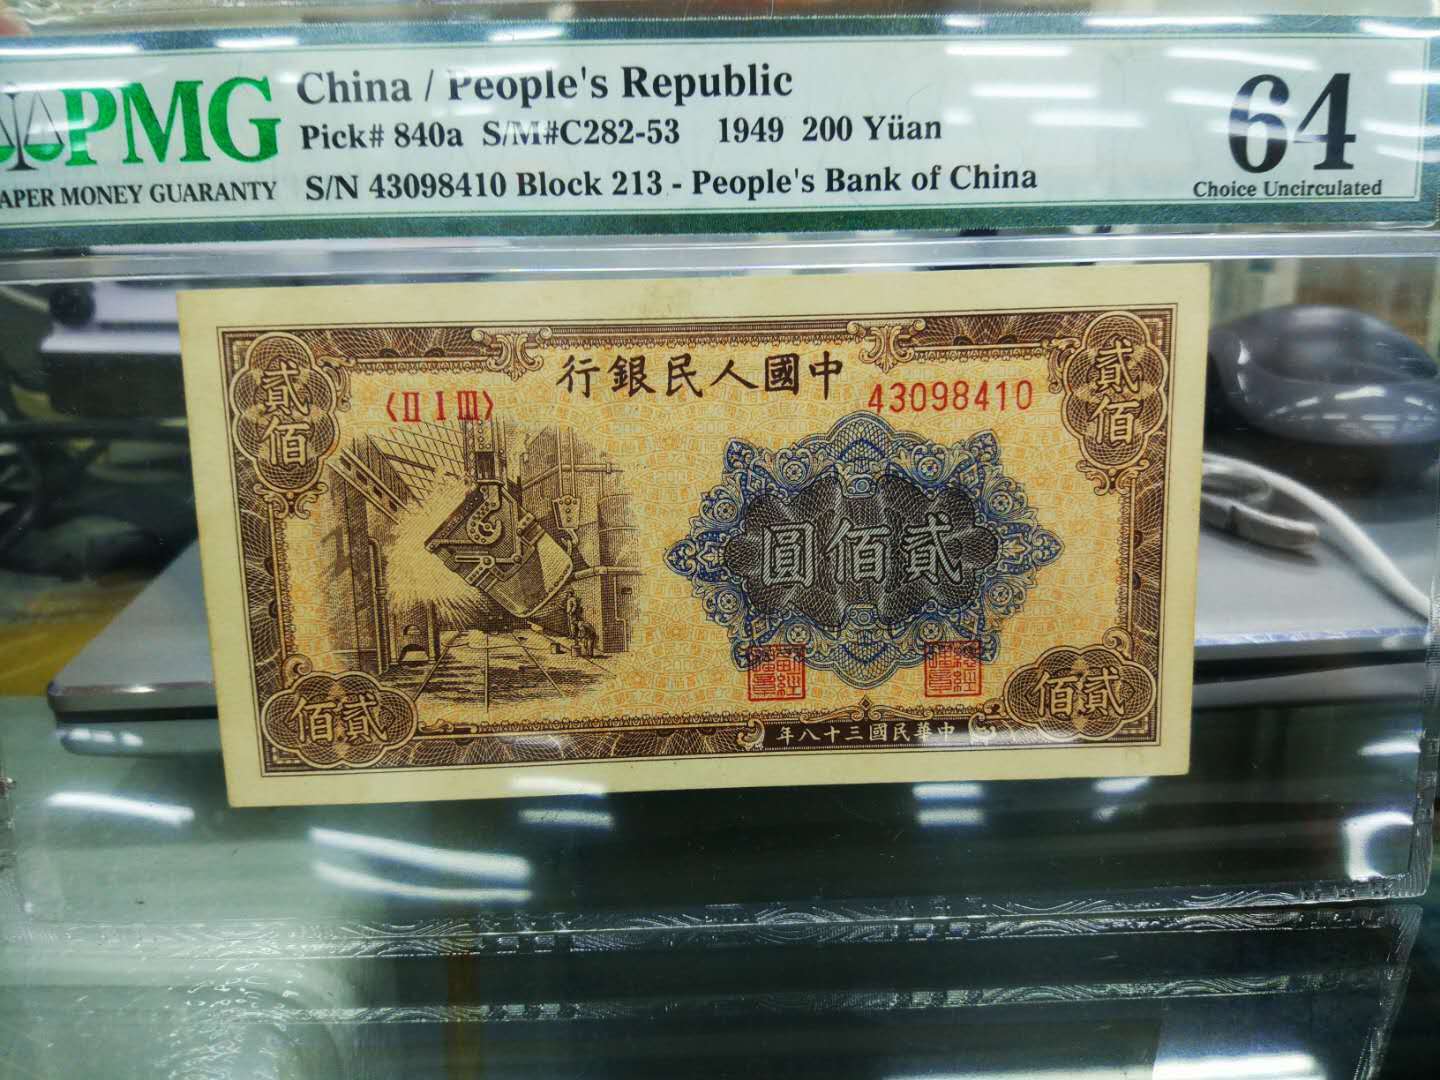 PMG
APER MONEY GUARANTY
China / People's Republic
Pick# 840a S/M#C282-53 1949 200 Yüan
S/N 43098410 Block 213 - People's Bank of China
64
Choice Uncirculated
行銀民人國中
〈II I III〉
43098410
貳佰
貳佰
圓佰貳
佰貳
佰貳
年八十三國民華中